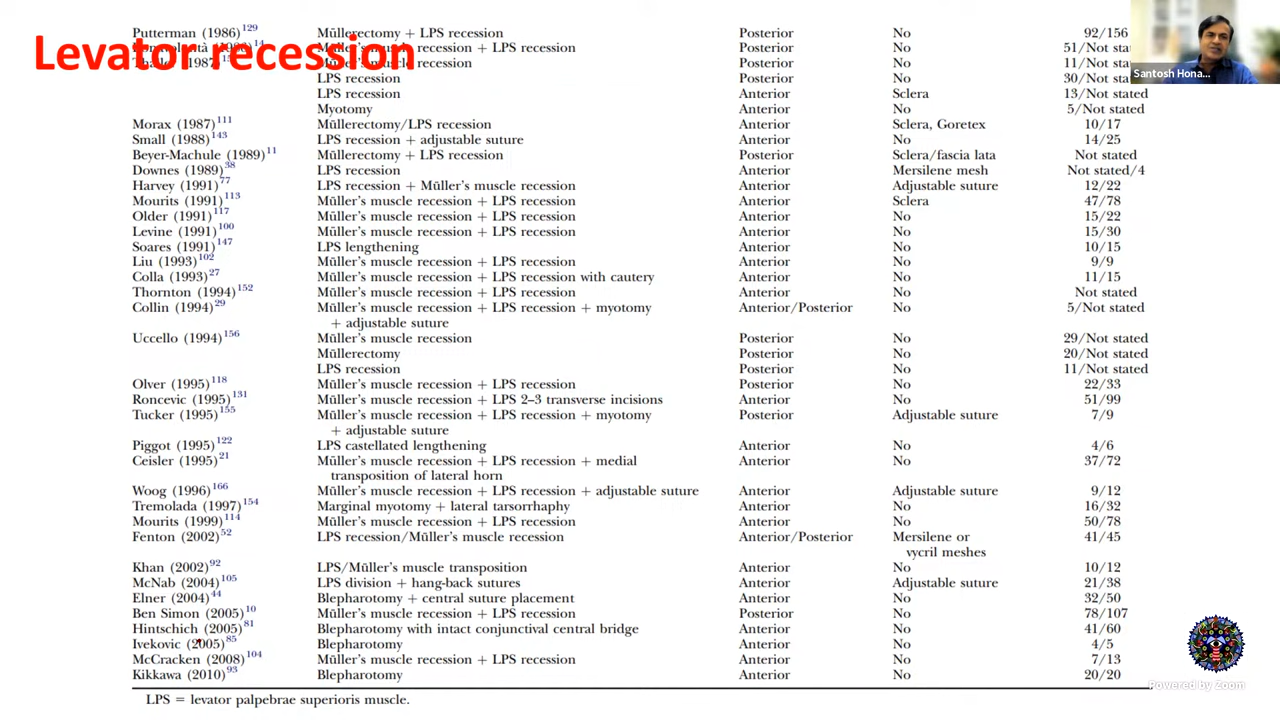 Levator recession
Putterman (1986)129 Müllerectomy + LPS recession Posterior No 92/156
Müller's muscle recession + LPS recession Posterior No 51/Not
(1987) muscle recession Posterior No 11/Not
LPS recession Posterior No 30/Not
LPS recession Anterior Sclera 13/Not stated
Myotomy Anterior No 5/Not stated
Morax (1987)111 Müllerectomy/LPS recession Anterior Sclera, Goretex 10/17
Small (1988)143 LPS recession + adjustable suture Anterior No 14/25
Beyer-Machule (1989)11 Müllerectomy + LPS recession Posterior Sclera/fascia lata Not stated
Downes (1989)38 LPS recession Anterior Mersilene mesh Not stated/4
Harvey (1991)77 LPS recession + Müller's muscle recession Anterior Adjustable suture 12/22
Mourits (1991)113 Müller's muscle recession + LPS recession Anterior Sclera 47/78
Older (1991)117 Müller's muscle recession + LPS recession Anterior No 15/22
Levine (1991)100 Müller's muscle recession + LPS recession Anterior No 15/30
Soares (1991)147 LPS lengthening Anterior No 10/15
Liu (1993)102 Müller's muscle recession + LPS recession Anterior No 9/9
Colla (1993)27 Müller's muscle recession + LPS recession with cautery Anterior No 11/15
Thornton (1994)152 Müller's muscle recession + LPS recession Anterior No Not stated
Collin (1994)29 Müller's muscle recession + LPS recession + myotomy Anterior/Posterior No 5/Not stated
+ adjustable suture
Uccello (1994)156 Müller's muscle recession Posterior No 29/Not stated
Müllerectomy Posterior No 20/Not stated
LPS recession Posterior No 11/Not stated
Olver (1995)118 Müller's muscle recession + LPS recession Posterior No 22/33
Roncevic (1995)131 Müller's muscle recession + LPS 2–3 transverse incisions Anterior No 51/99
Tucker (1995)155 Müller's muscle recession + LPS recession + myotomy Posterior Adjustable suture 7/9
+ adjustable suture
Piggot (1995)122 LPS castellated lengthening Anterior No 4/6
Ceisler (1995)21 Müller's muscle recession + LPS recession + medial Anterior No 37/72
transposition of lateral horn
Woog (1996)166 Müller's muscle recession + LPS recession + adjustable suture Anterior Adjustable suture 9/12
Tremolada (1997)154 Marginal myotomy + lateral tarsorrhaphy Anterior No 16/32
Mourits (1999)114 Müller's muscle recession + LPS recession Anterior No 50/78
Fenton (2002)52 LPS recession/Müller's muscle recession Anterior/Posterior Mersilene or 41/45
vycril meshes
Khan (2002)92 LPS/Müller's muscle transposition Anterior No 10/12
McNab (2004)105 LPS division + hang-back sutures Anterior Adjustable suture 21/38
Elner (2004)44 Blepharotomy + central suture placement Anterior No 32/50
Ben Simon (2005)10 Müller's muscle recession + LPS recession Posterior No 78/107
Hintschich (2005)81 Blepharotomy with intact conjunctival central bridge Anterior No 41/60
Ivekovic (2005)85 Blepharotomy Anterior No 4/5
McCracken (2008)104 Müller's muscle recession + LPS recession Anterior No 7/13
Kikkawa (2010)93 Blepharotomy Anterior No 20/20
LPS = levator palpebrae superioris muscle.
Santosh Hona...
Powered by Zoom